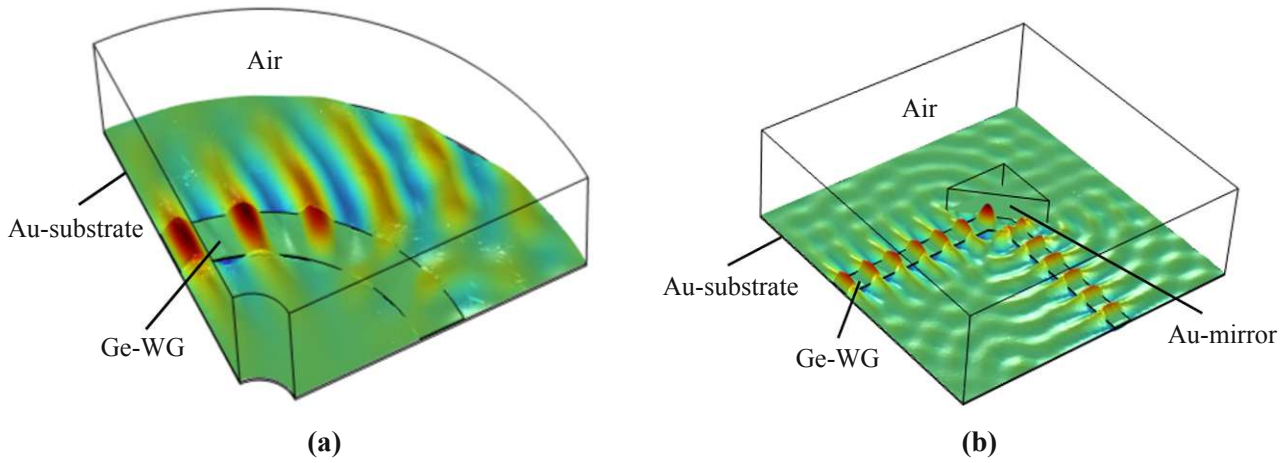 Air
Au-substrate
Ge-WG
(a)
Air
Au-substrate
Ge-WG
Au-mirror
(b)